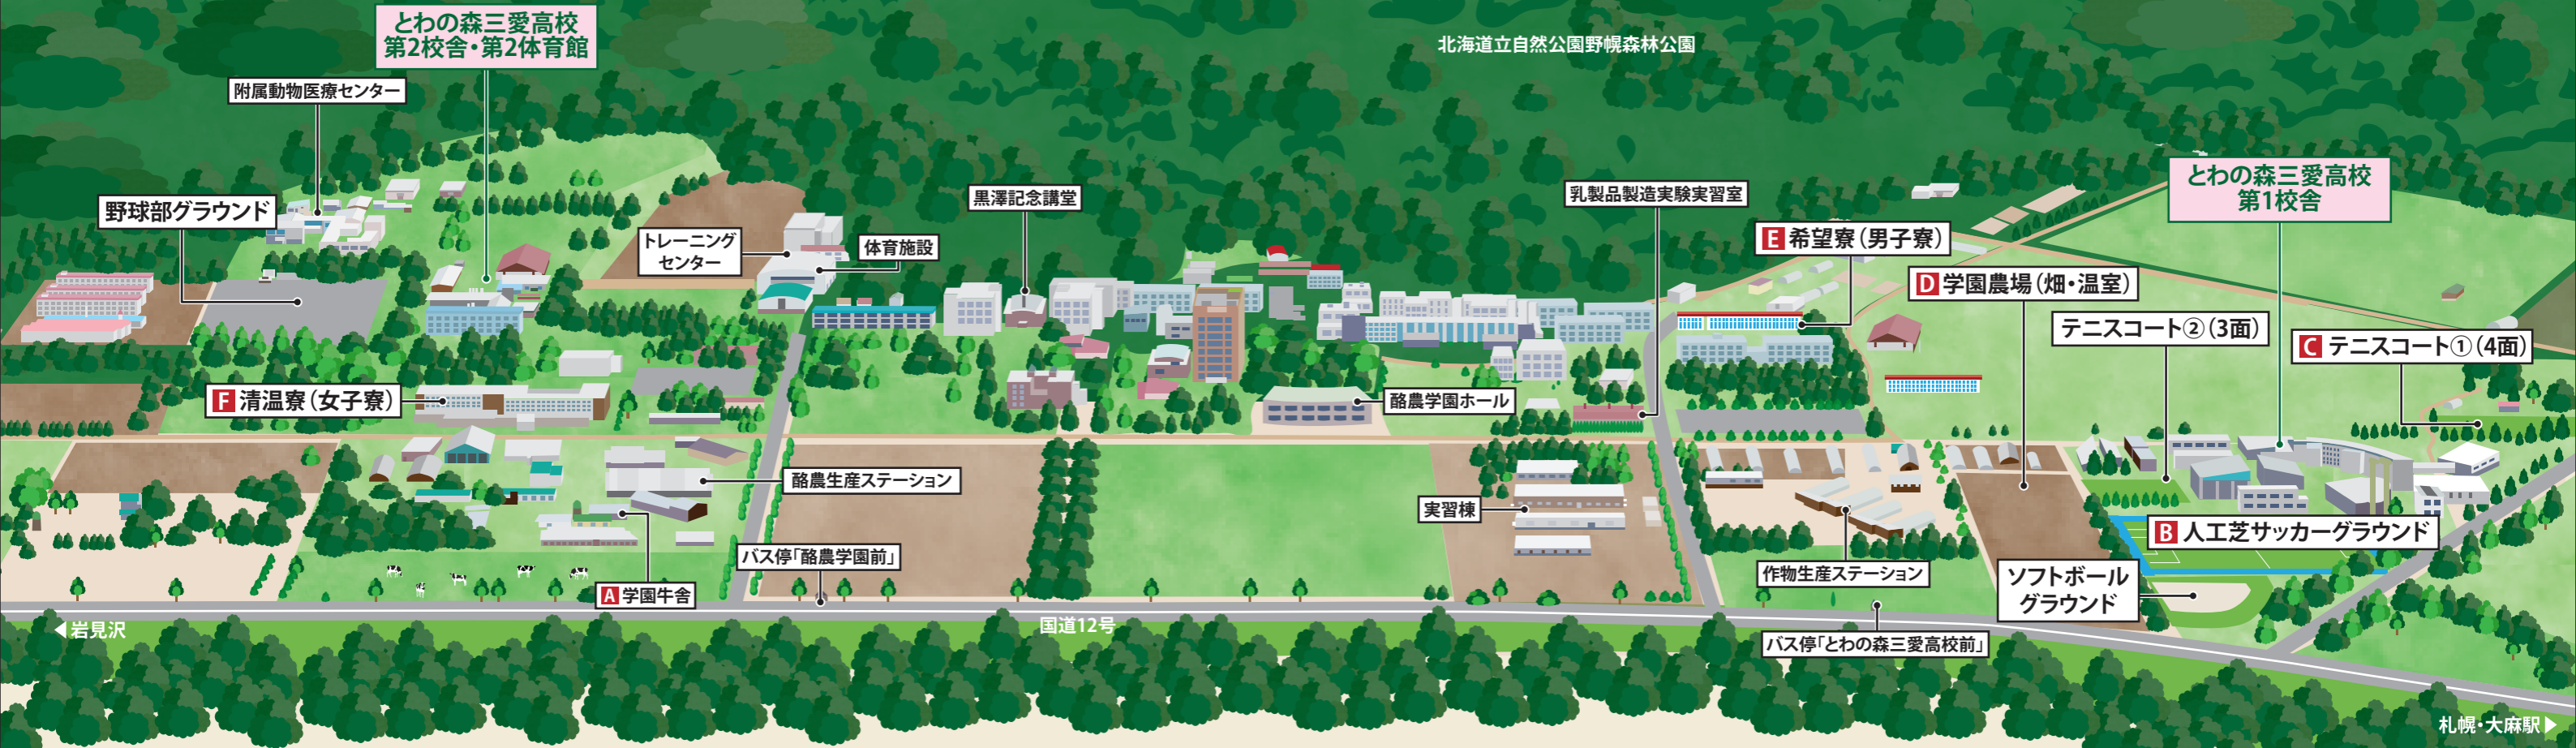 とわの森三愛高校
第2校舎・第2体育館
北海道立自然公園野幌森林公園
附属動物医療センター
とわの森三愛高校
第1校舎
野球部グラウンド
黒澤記念講堂
乳製品製造実験実習室
トレーニング
センター
体育施設
E 希望寮（男子寮）
D 学園農場（畑・温室）
テニスコート②（3面）
C テニスコート①（4面）
F 清温寮（女子寮）
酪農学園ホール
酪農生産ステーション
実習棟
B 人工芝サッカーグラウンド
バス停「酪農学園前」
作物生産ステーション
ソフトボール
グラウンド
A 学園牛舎
◀岩見沢
国道12号
バス停「とわの森三愛高校前」
札幌・大麻駅▶